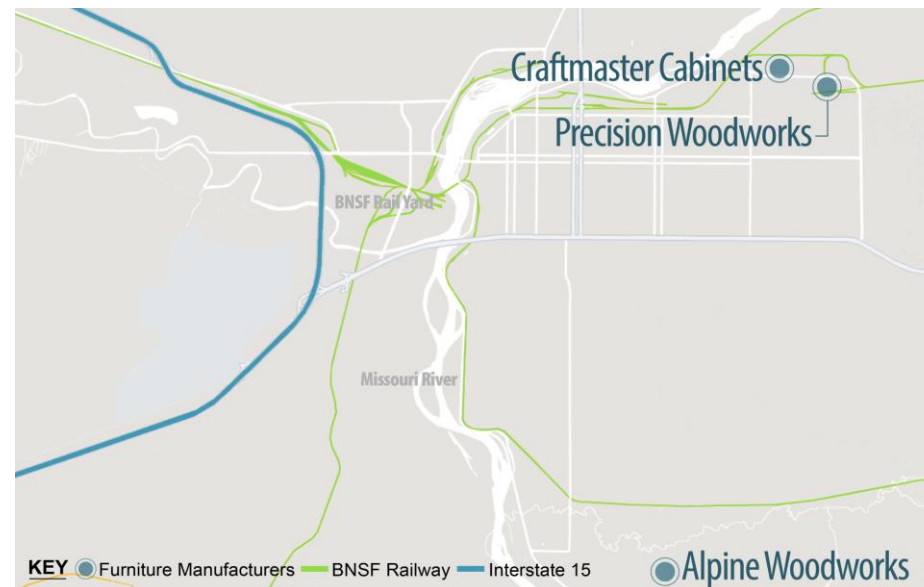 Craftmaster Cabinets
Precision Woodworks
BNSF Rail Yard
Missouri River
Alpine Woodworks
KEY Furniture Manufacturers BNSF Railway Interstate 15